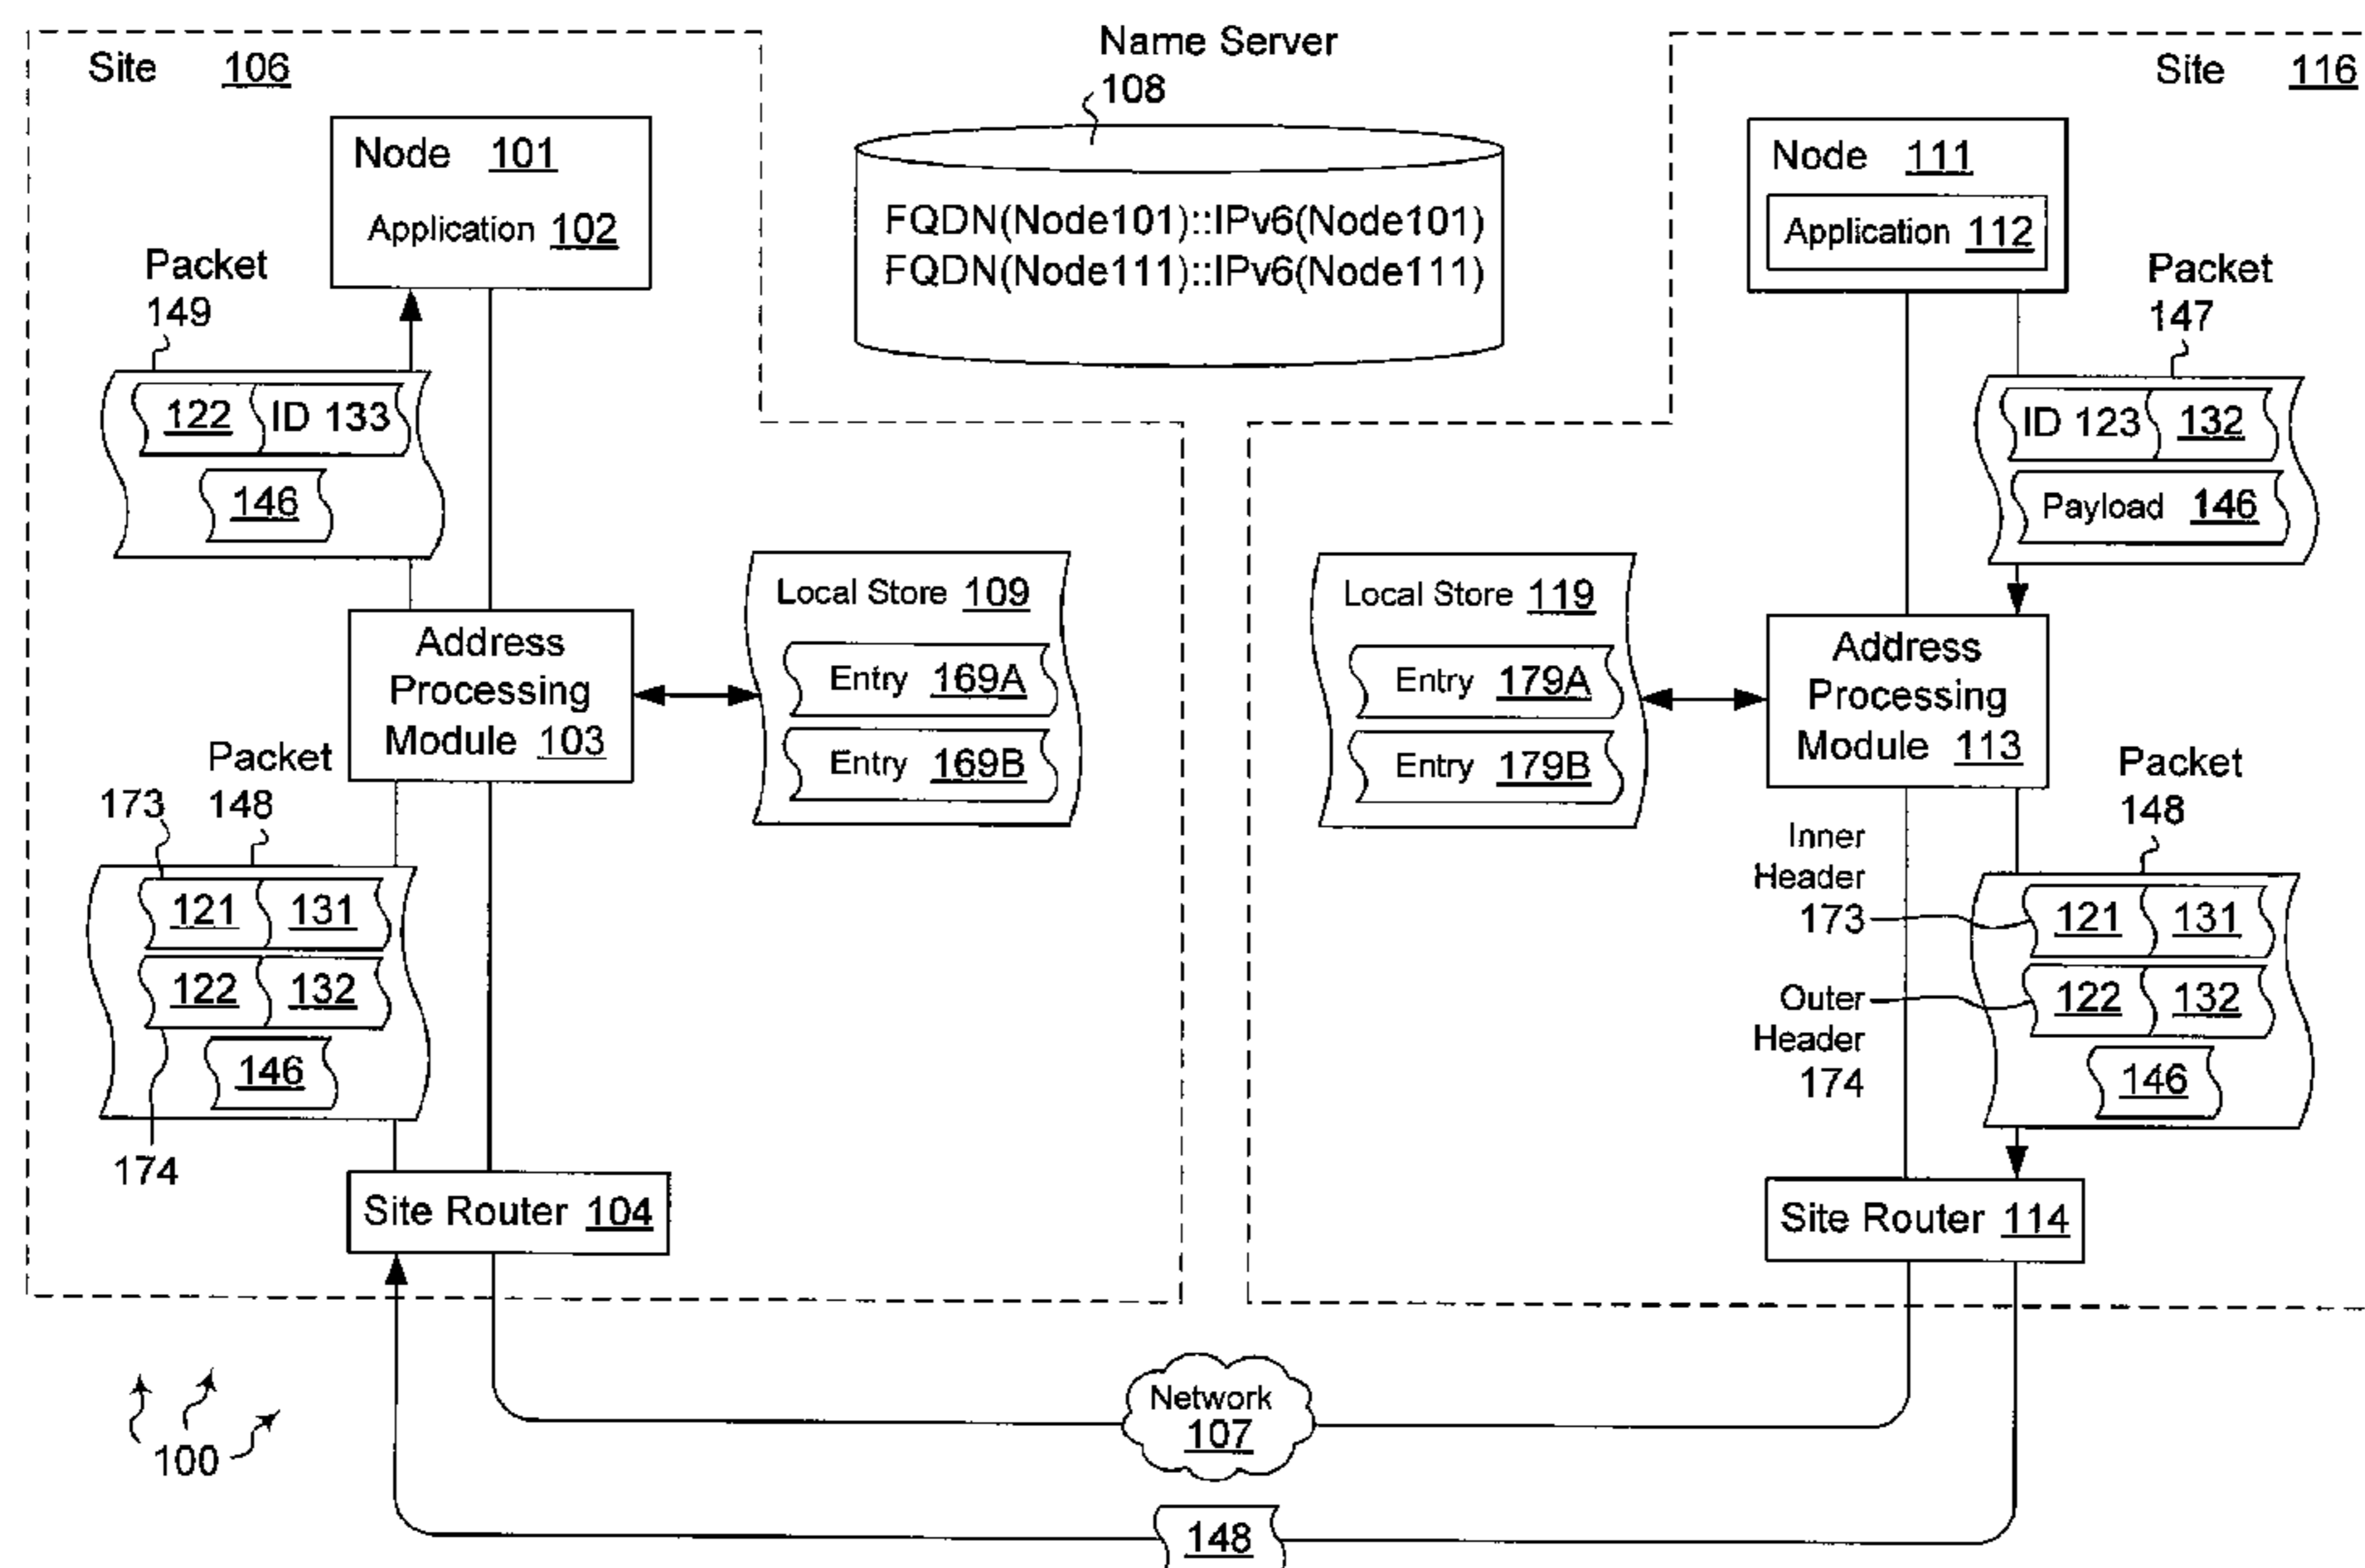 Site 106
Name Server
108
Site 116
Node 101
Application 102
FQDN(Node101)::IPv6(Node101)
FQDN(Node111)::IPv6(Node111)
Node 111
Application 112
Packet
149
122 ID 133
146
Packet
147
ID 123 132
Payload 146
Address
Processing
Module 103
Local Store 109
Entry 169A
Entry 169B
Local Store 119
Entry 179A
Entry 179B
Address
Processing
Module 113
Packet
148
173
121 131
122 132
146
174
Packet
148
Inner
Header
173
121 131
Outer
Header
174
122 132
146
Site Router 104
Site Router 114
Network
107
100
148